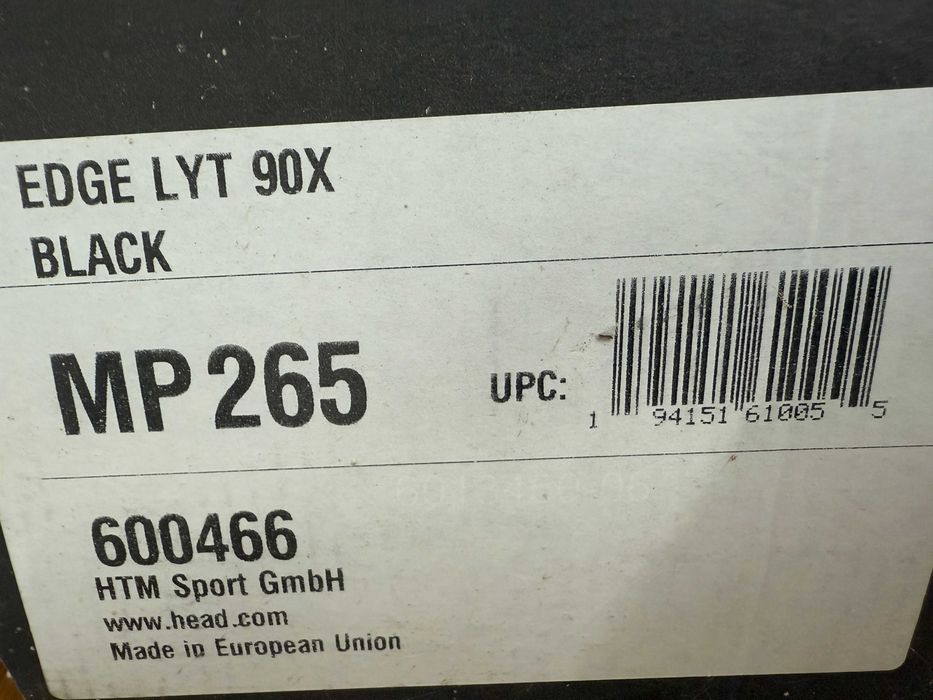 EDGE LYT 90X
BLACK
MP 265
UPC:
1 94151 61005 5
600466
HTM Sport GmbH
www.head.com
Made in European Union